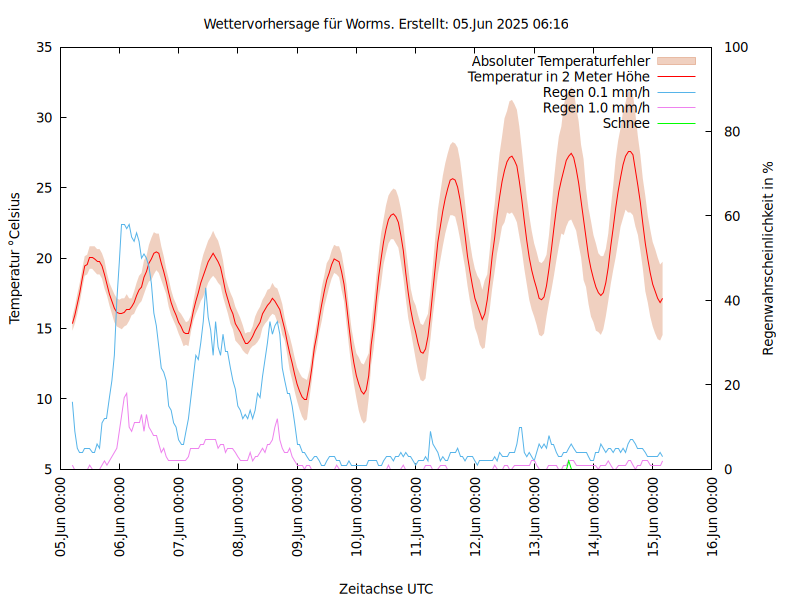 Wettervorhersage für Worms. Erstellt: 05.Jun 2025 06:16
Temperatur °Celsius
35
30
25
20
15
10
5
Absoluter Temperaturfehler
Temperatur in 2 Meter Höhe
Regen 0.1 mm/h
Regen 1.0 mm/h
Schnee
100
80
60
40
20
0
Regenwahrscheinlichkeit in %
05.Jun 00:00
06.Jun 00:00
07.Jun 00:00
08.Jun 00:00
09.Jun 00:00
10.Jun 00:00
11.Jun 00:00
12.Jun 00:00
13.Jun 00:00
14.Jun 00:00
15.Jun 00:00
16.Jun 00:00
Zeitachse UTC